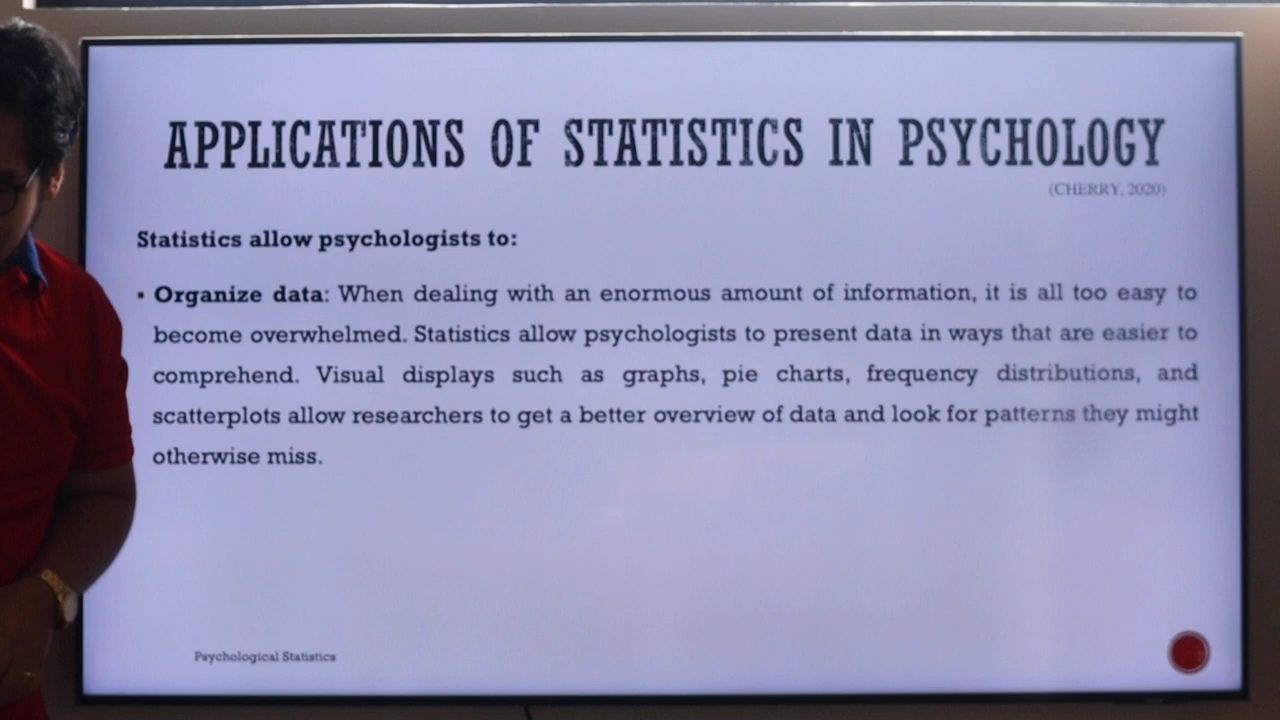 APPLICATIONS OF STATISTICS IN PSYCHOLOGY
(CHERRY, 2020)
Statistics allow psychologists to:
▪ Organize data: When dealing with an enormous amount of information, it is all too easy to
become overwhelmed. Statistics allow psychologists to present data in ways that are easier to
comprehend. Visual displays such as graphs, pie charts, frequency distributions, and
scatterplots allow researchers to get a better overview of data and look for patterns they might
otherwise miss.
Psychological Statistics